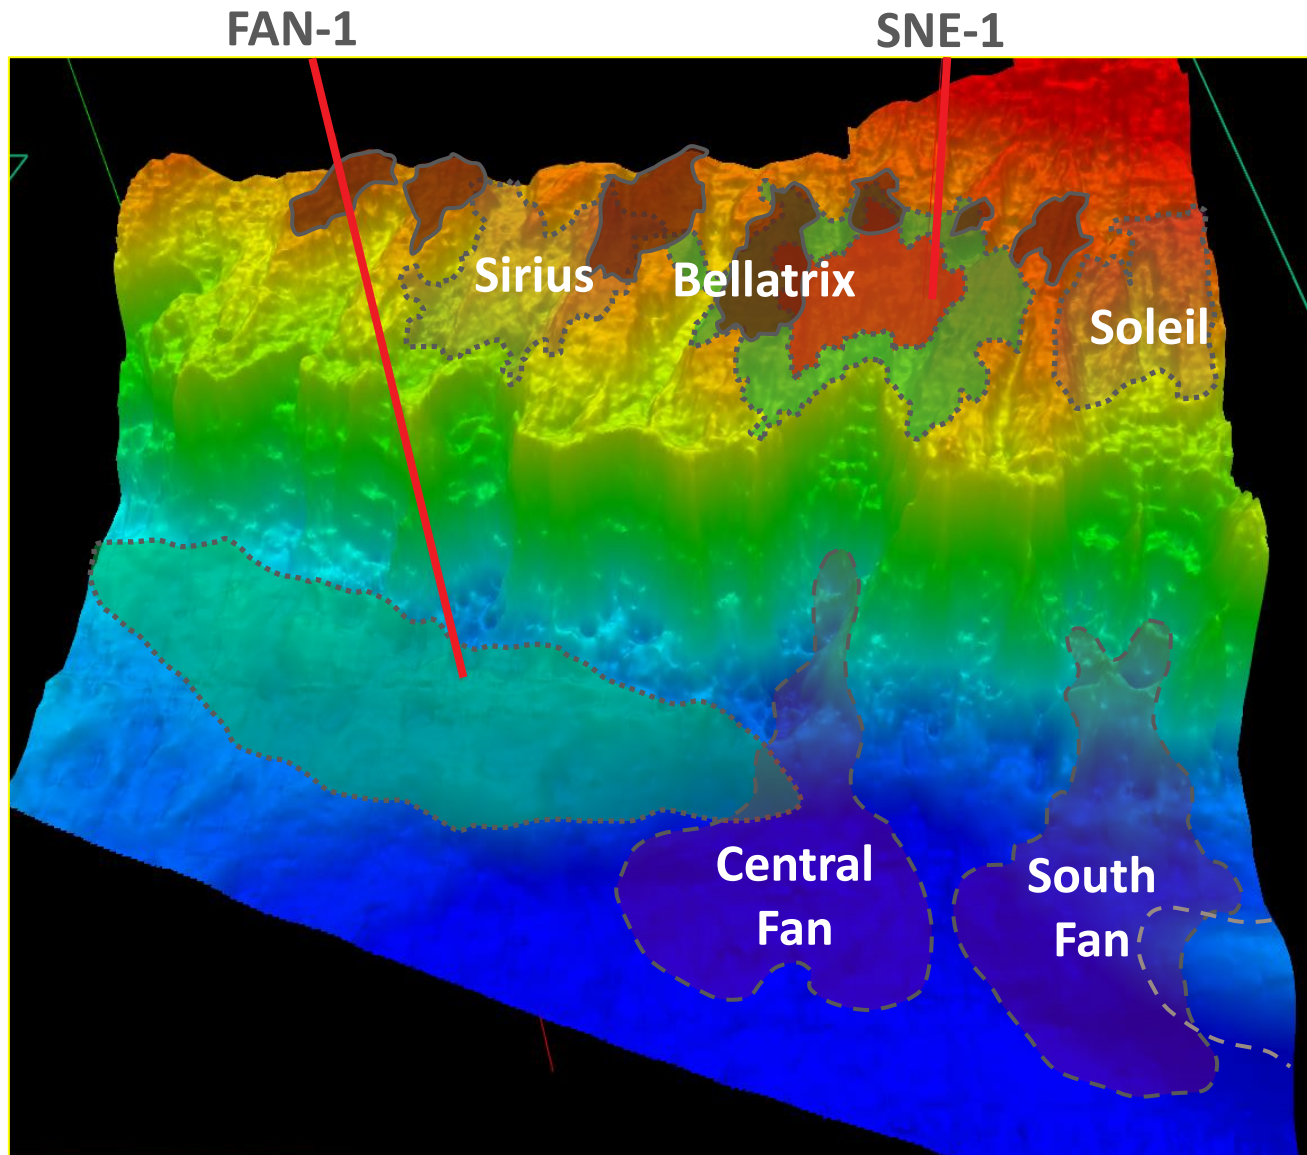 FAN-1
SNE-1
Sirius
Bellatrix
Soleil
Central
Fan
South
Fan